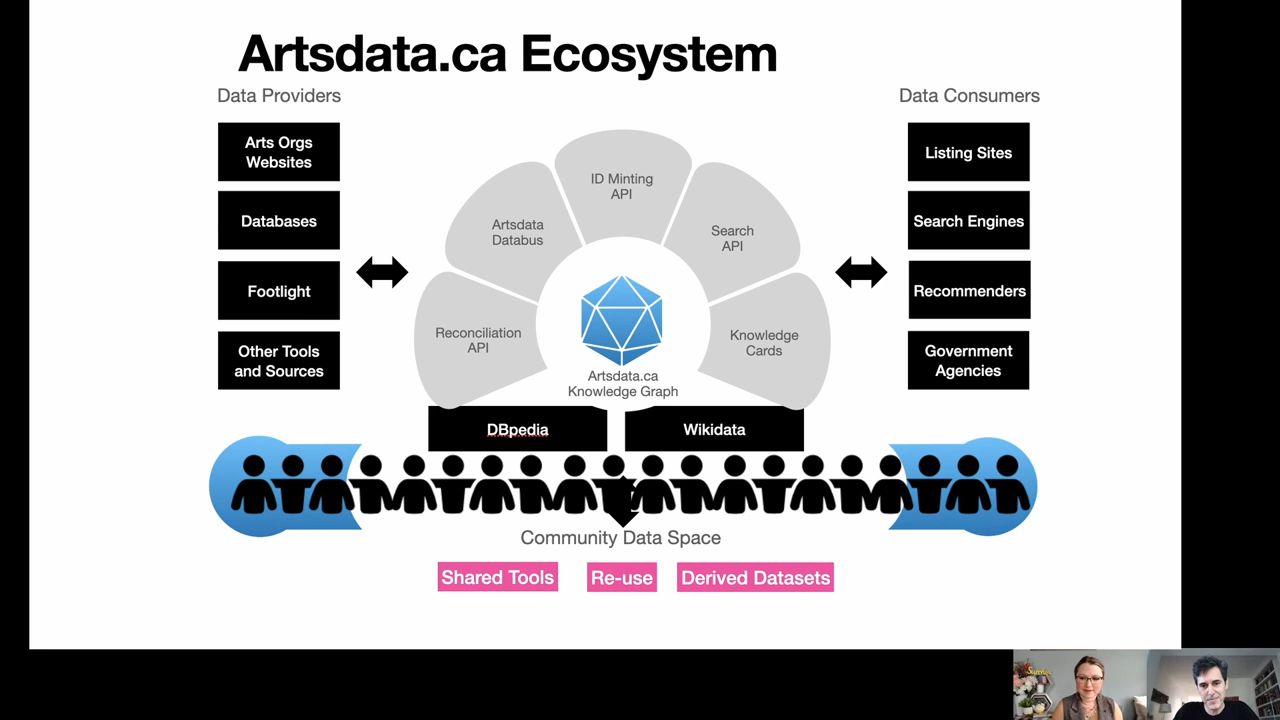 Artsdata.ca Ecosystem
Data Providers
Arts Orgs
Websites
Databases
Footlight
Other Tools
and Sources
Reconciliation
API
Artsdata
Databus
ID Minting
API
Search
API
Knowledge
Cards
Artsdata.ca
Knowledge Graph
DBpedia
Wikidata
Data Consumers
Listing Sites
Search Engines
Recommenders
Government
Agencies
Community Data Space
Shared Tools
Re-use
Derived Datasets